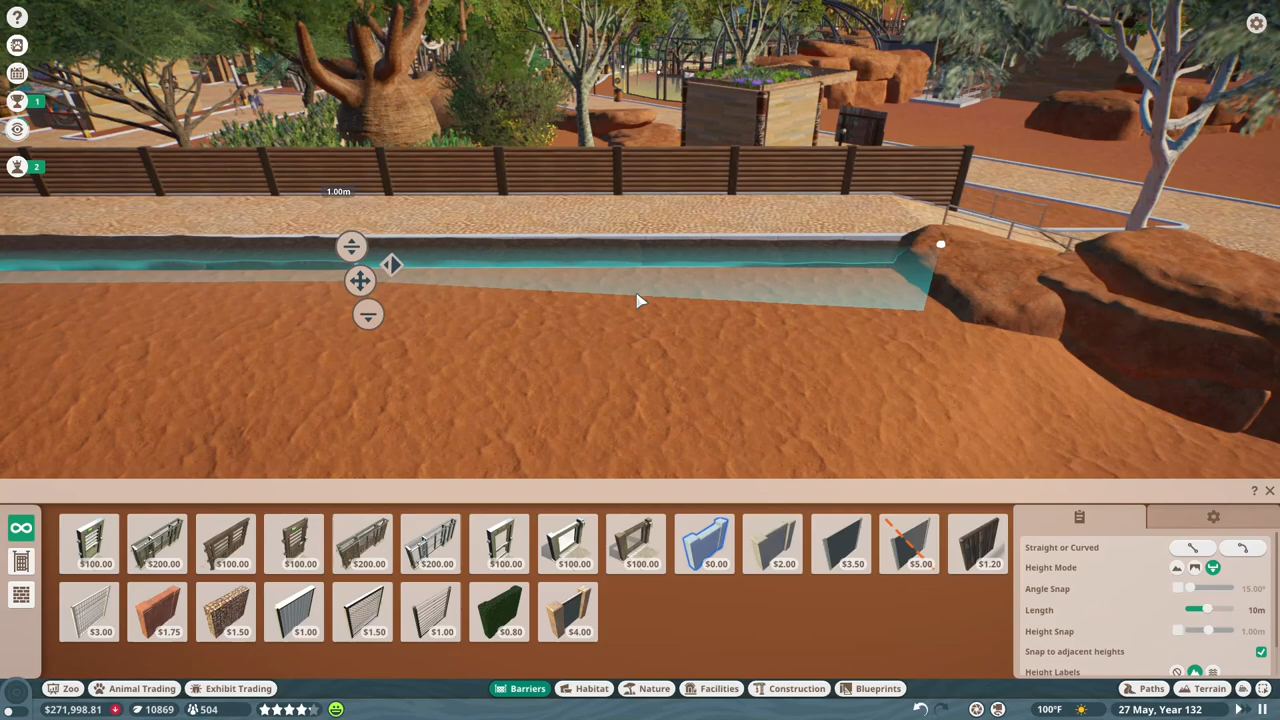 ?
1
2
1.00m
?
$100.00 $200.00 $100.00 $100.00 $200.00 $200.00 $100.00 $100.00 $100.00 $0.00 $2.00 $3.50 $5.00 $1.20
$3.00 $1.75 $1.50 $1.00 $1.50 $1.00 $0.80 $4.00
Straight or Curved
Height Mode
Angle Snap 15.00°
Length 10m
Height Snap 1.00m
Snap to adjacent heights
Height Labels
Zoo Animal Trading Exhibit Trading Barriers Habitat Nature Facilities Construction Blueprints Paths Terrain
$271,998.81 10869 504 100°F 27 May, Year 132